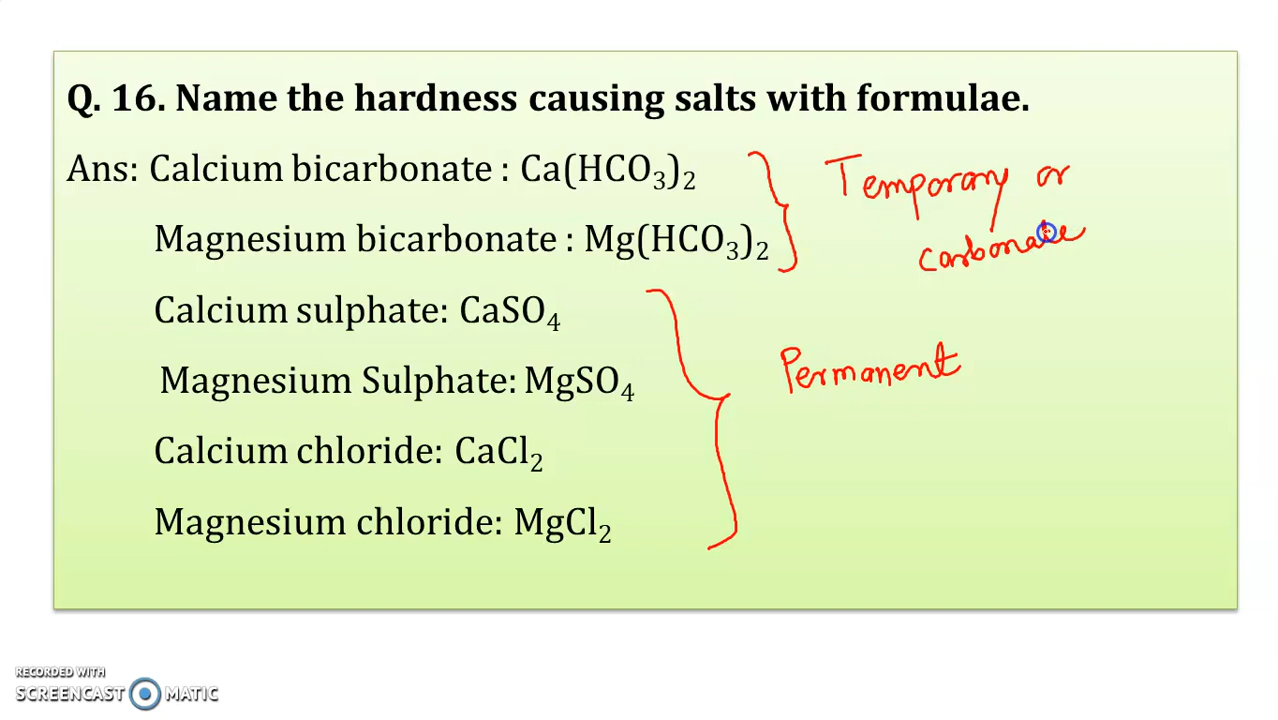 Q. 16. Name the hardness causing salts with formulae.
Ans: Calcium bicarbonate : Ca(HCO₃)₂
Temporary or
Magnesium bicarbonate : Mg(HCO₃)₂
carbonate
Calcium sulphate: CaSO₄
Magnesium Sulphate: MgSO₄
Permanent
Calcium chloride: CaCl₂
Magnesium chloride: MgCl₂
RECORDED WITH
SCREENCAST MATIC